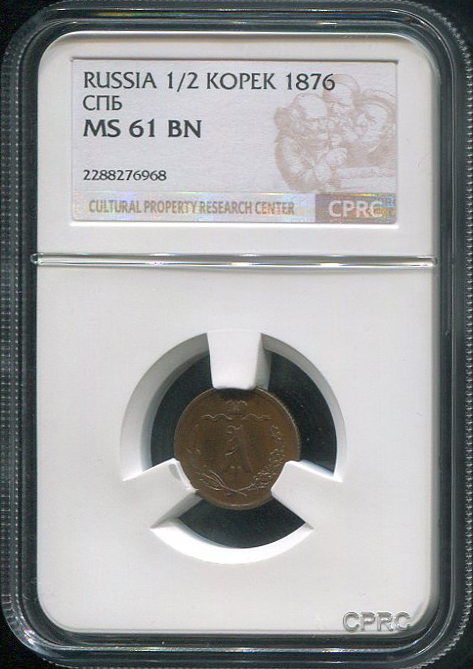 RUSSIA 1/2 KOPEK 1876
СПБ
MS 61 BN
2288276968
CULTURAL PROPERTY RESEARCH CENTER CPRC
CPRC